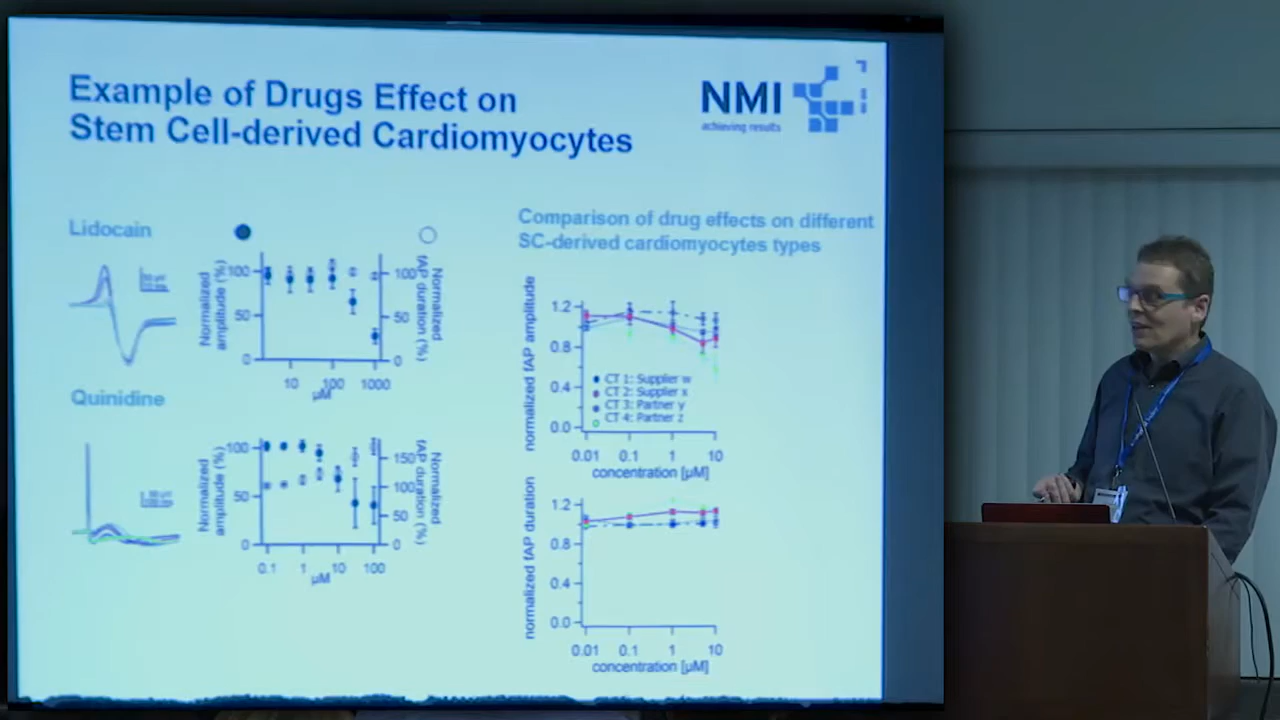 Example of Drugs Effect on
Stem Cell-derived Cardiomyocytes
NMI
achieving results
Lidocain
Normalized
amplitude (%)
100
50
0
100
50
0
Normalized
fAP duration (%)
10 100 1000
µM
Quinidine
Normalized
amplitude (%)
100
50
0
150
100
50
0
Normalized
fAP duration (%)
0.1 1 10 100
µM
Comparison of drug effects on different
SC-derived cardiomyocytes types
normalized fAP amplitude
1.2
0.8
0.4
0.0
CT 1: Supplier w
CT 2: Supplier x
CT 3: Partner y
CT 4: Partner z
0.01 0.1 1 10
concentration [µM]
normalized fAP duration
1.2
0.8
0.4
0.0
0.01 0.1 1 10
concentration [µM]